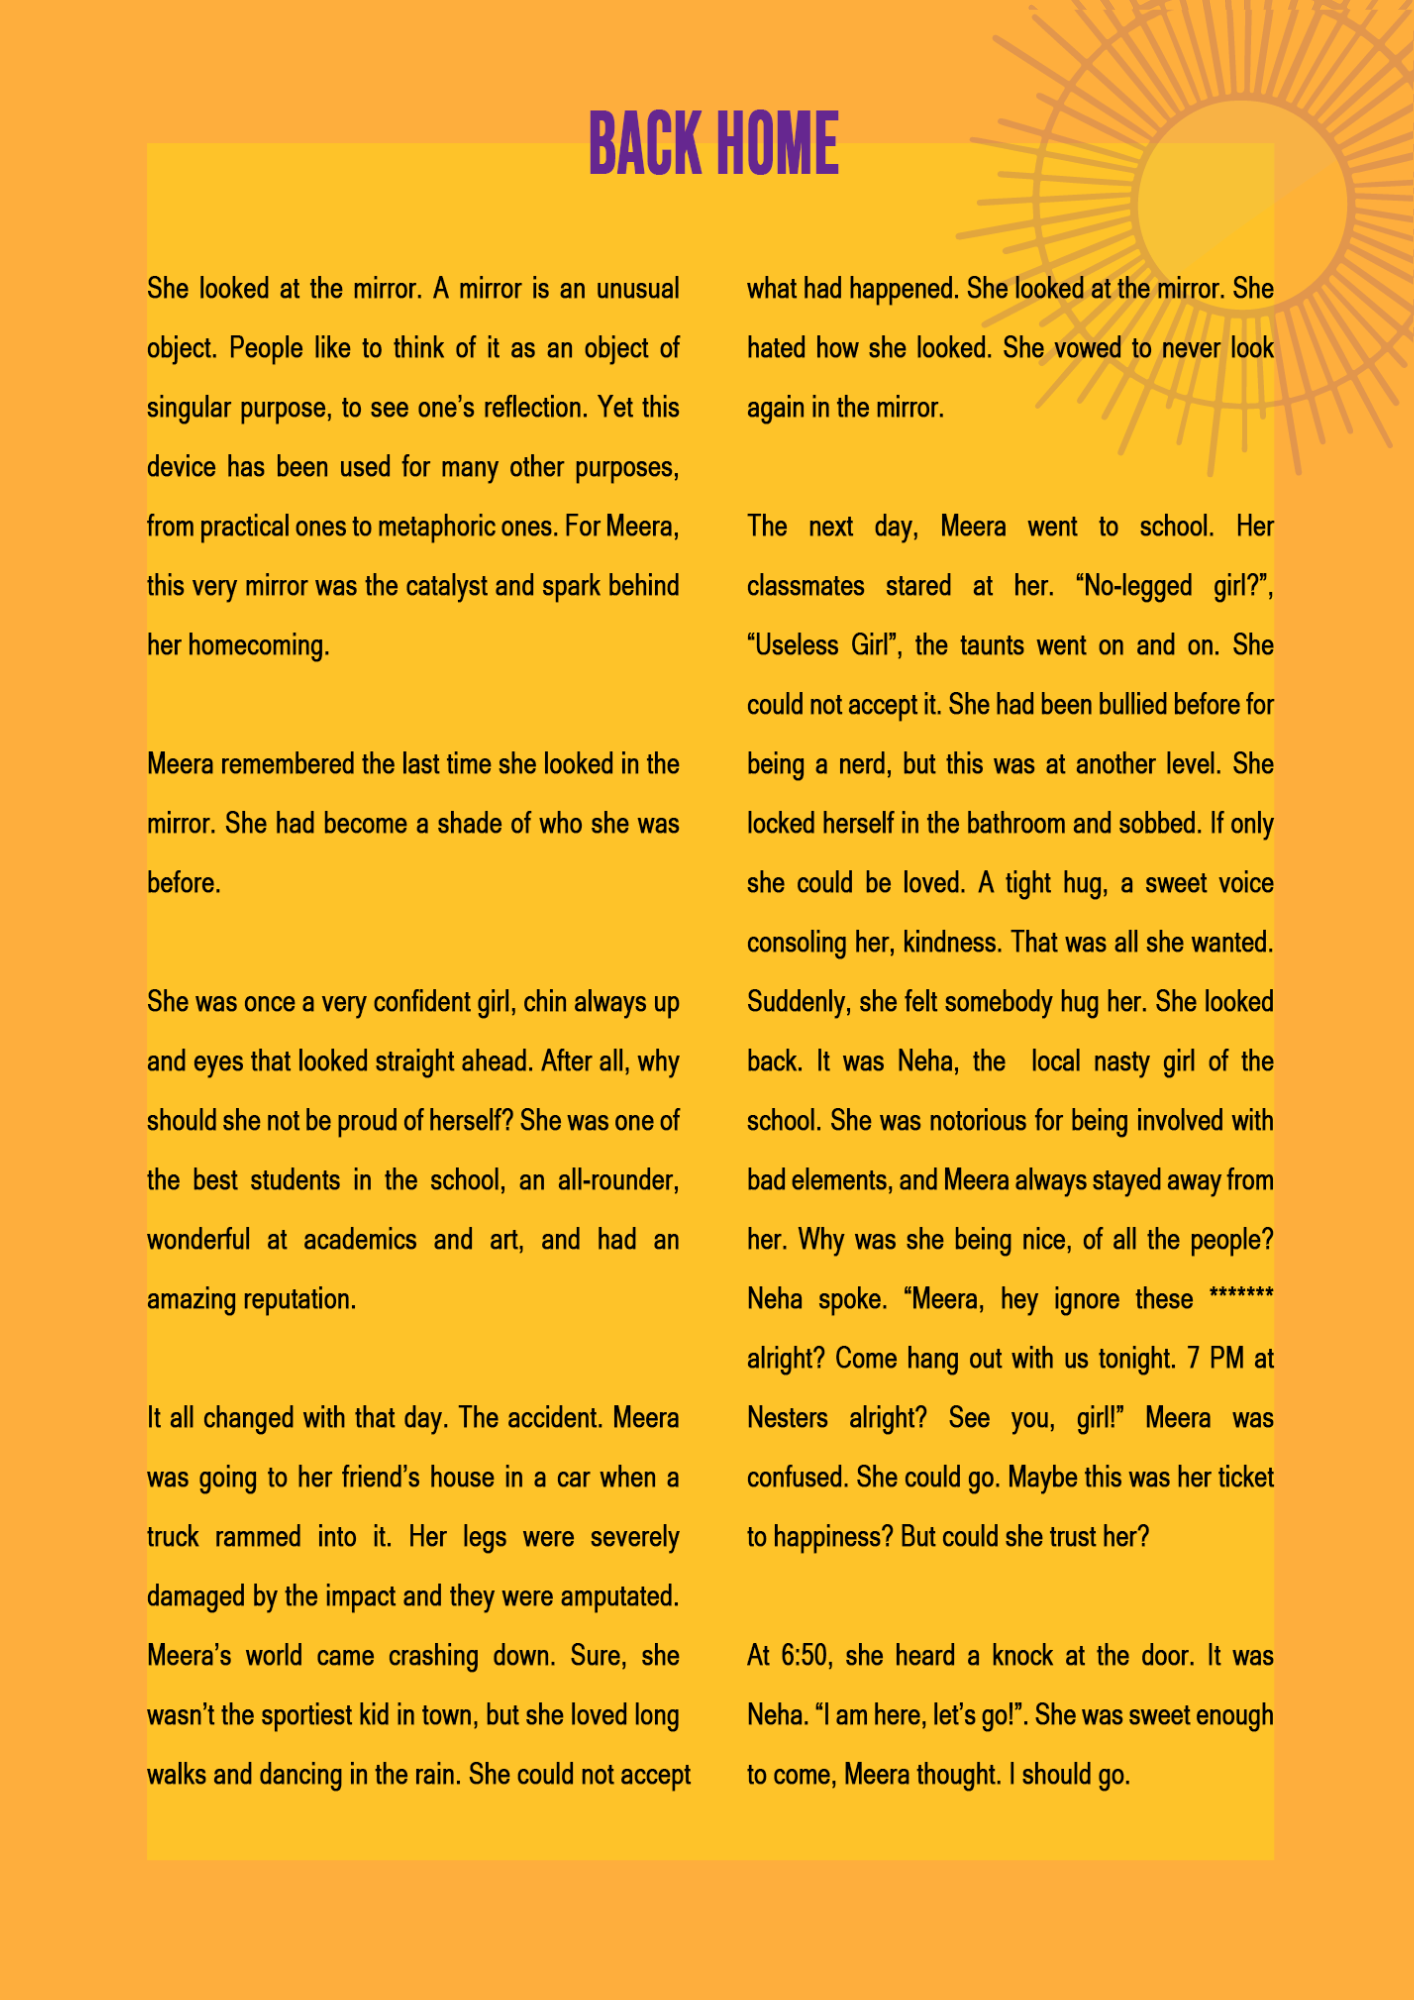 BACK HOME
She looked at the mirror. A mirror is an unusual
object. People like to think of it as an object of
singular purpose, to see one’s reflection. Yet this
device has been used for many other purposes,
from practical ones to metaphoric ones. For Meera,
this very mirror was the catalyst and spark behind
her homecoming.
Meera remembered the last time she looked in the
mirror. She had become a shade of who she was
before.
She was once a very confident girl, chin always up
and eyes that looked straight ahead. After all, why
should she not be proud of herself? She was one of
the best students in the school, an all-rounder,
wonderful at academics and art, and had an
amazing reputation.
It all changed with that day. The accident. Meera
was going to her friend’s house in a car when a
truck rammed into it. Her legs were severely
damaged by the impact and they were amputated.
Meera’s world came crashing down. Sure, she
wasn’t the sportiest kid in town, but she loved long
walks and dancing in the rain. She could not accept
what had happened. She looked at the mirror. She
hated how she looked. She vowed to never look
again in the mirror.
The next day, Meera went to school. Her
classmates stared at her. “No-legged girl?”,
“Useless Girl”, the taunts went on and on. She
could not accept it. She had been bullied before for
being a nerd, but this was at another level. She
locked herself in the bathroom and sobbed. If only
she could be loved. A tight hug, a sweet voice
consoling her, kindness. That was all she wanted.
Suddenly, she felt somebody hug her. She looked
back. It was Neha, the local nasty girl of the
school. She was notorious for being involved with
bad elements, and Meera always stayed away from
her. Why was she being nice, of all the people?
Neha spoke. “Meera, hey ignore these *******
alright? Come hang out with us tonight. 7 PM at
Nesters alright? See you, girl!” Meera was
confused. She could go. Maybe this was her ticket
to happiness? But could she trust her?
At 6:50, she heard a knock at the door. It was
Neha. “I am here, let’s go!”. She was sweet enough
to come, Meera thought. I should go.